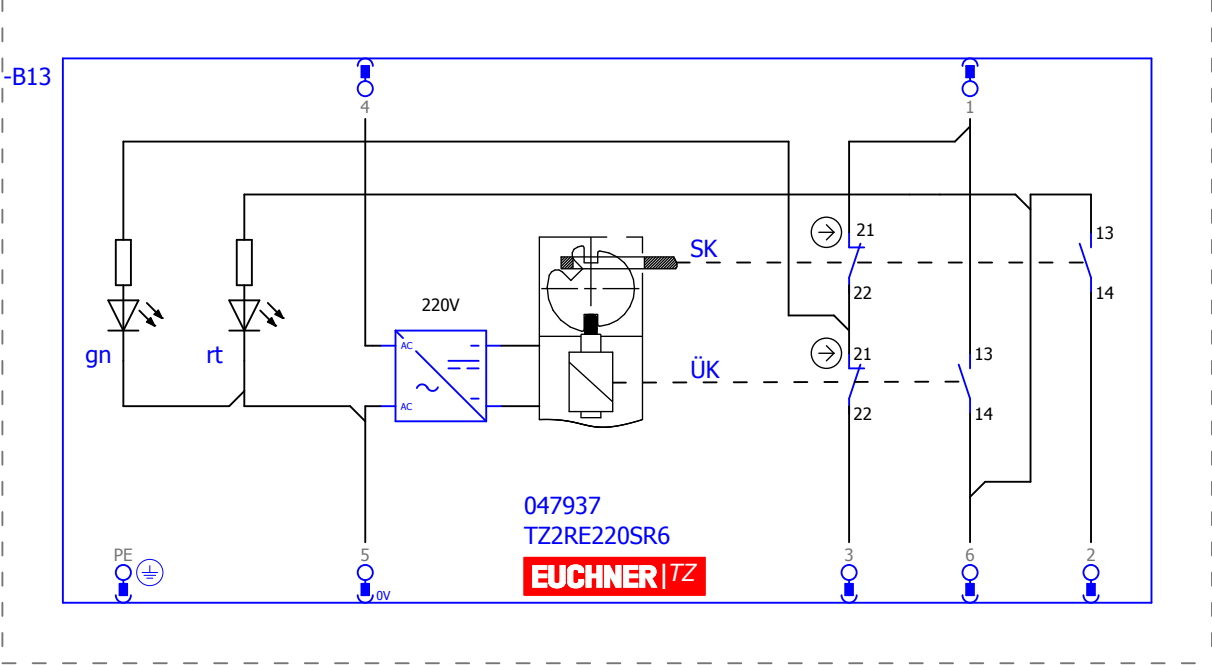 -B13
4
1
21
13
SK
22
14
220V
gn
rt
AC
21
13
ÜK
AC
22
14
047937
TZ2RE220SR6
EUCHNER|TZ
PE
5
3
6
2
0V